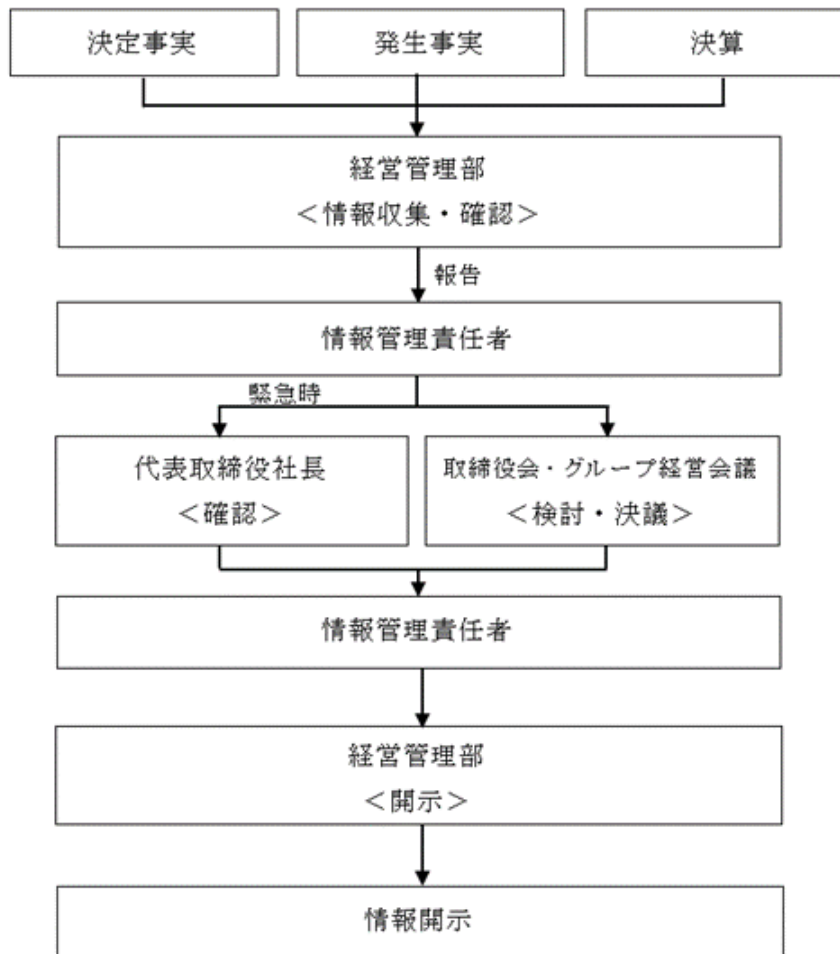 決定事実
発生事実
決算
経営管理部
＜情報収集・確認＞
報告
情報管理責任者
緊急時
代表取締役社長
＜確認＞
取締役会・グループ経営会議
＜検討・決議＞
情報管理責任者
経営管理部
＜開示＞
情報開示